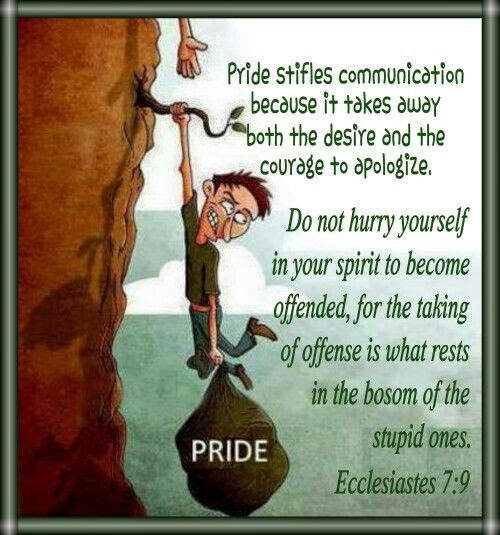 Pride stifles communication
because it takes away
both the desire and the
courage to apologize.
Do not hurry yourself
in your spirit to become
offended, for the taking
of offense is what rests
in the bosom of the
stupid ones.
Ecclesiastes 7:9
PRIDE